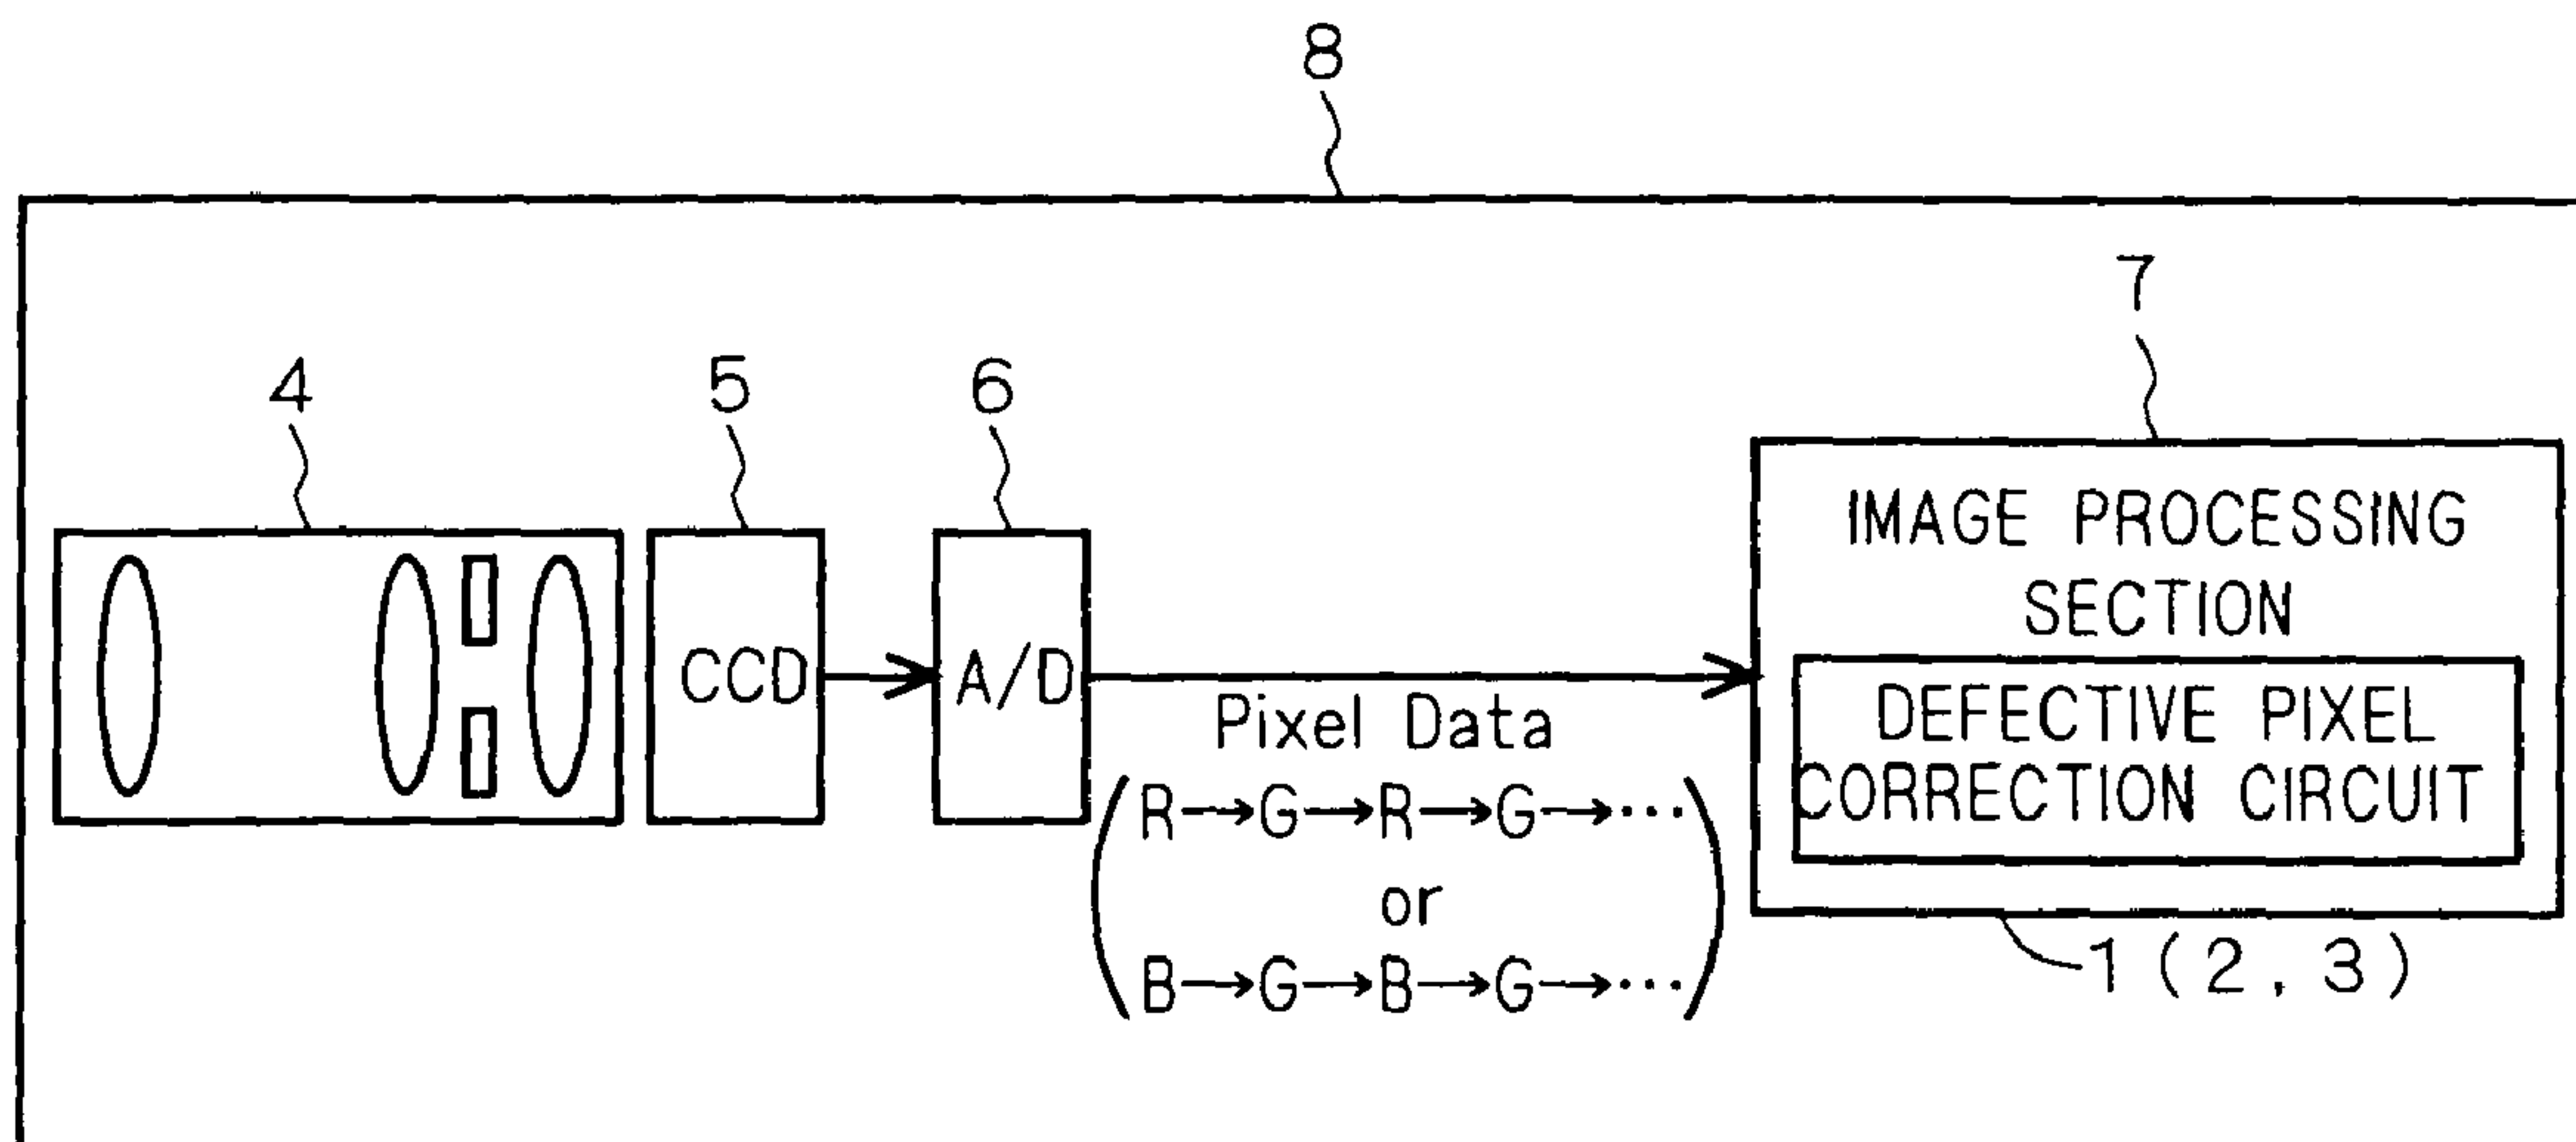 8
7
4
5
6
IMAGE PROCESSING
SECTION
CCD
A/D
Pixel Data
DEFECTIVE PIXEL
CORRECTION CIRCUIT
R→G→R→G→···
or
B→G→B→G→···
1(2,3)